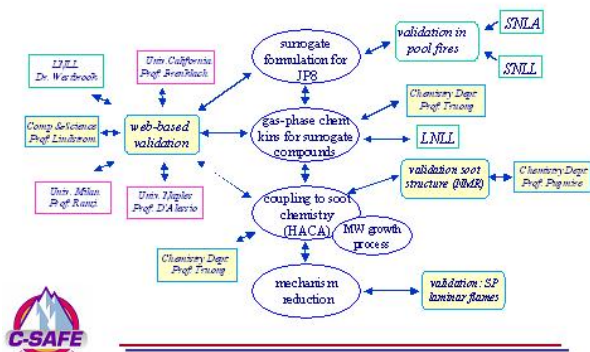 surrogate
formulation for
JP8
validation in
pool fires
SNLA
SNLL
LNLL
Dr. Westbrook
Univ. California
Prof. Frenklach
Comp &Science
Prof. Lindstrom
web-based
validation
gas-phase chem
kins for surrogate
compounds
Chemistry Dept
Prof. Truong
LNLL
Univ. Milan
Prof. Ranzi
Univ. Naples
Prof. D'Alessio
coupling to soot
chemistry
(HACA)
MW growth
process
validation soot
structure (NMR)
Chemistry Dept
Prof. Pugmire
Chemistry Dept
Prof. Truong
mechanism
reduction
validation: SP
laminar flames
C-SAFE